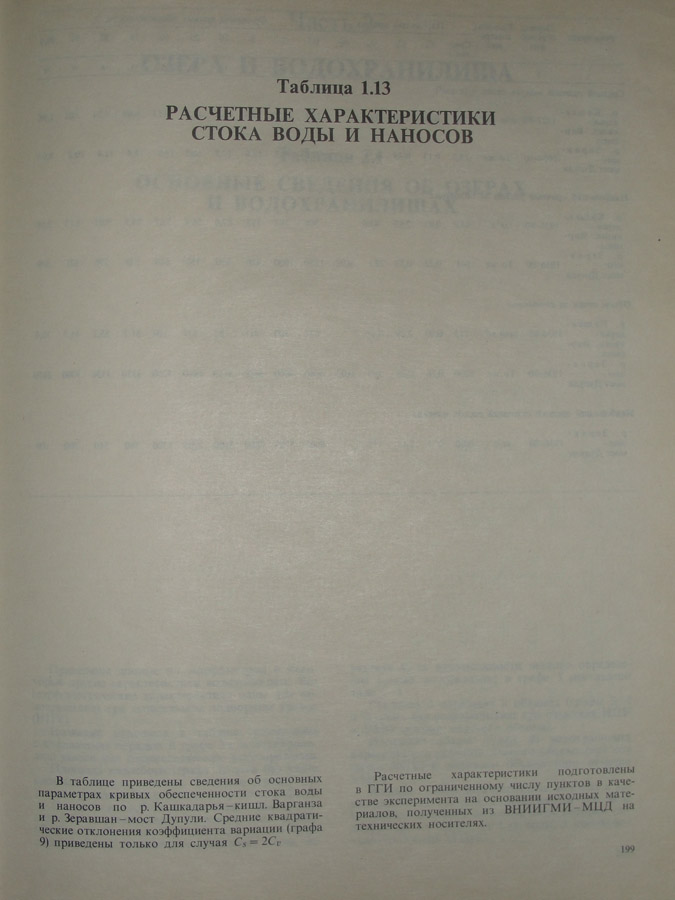 Таблица 1.13
РАСЧЕТНЫЕ ХАРАКТЕРИСТИКИ
СТОКА ВОДЫ И НАНОСОВ
В таблице приведены сведения об основных
параметрах кривых обеспеченности стока воды
и наносов по р. Кашкадарья–кишл. Варганза
и р. Зеравшан–мост Дупули. Средние квадрати-
ческие отклонения коэффициента вариации (графа
9) приведены только для случая Cs = 2Cv
Расчетные характеристики подготовлены
в ГГИ по ограниченному числу пунктов в каче-
стве эксперимента на основании исходных мате-
риалов, полученных из ВНИИГМИ–МЦД на
технических носителях.
199